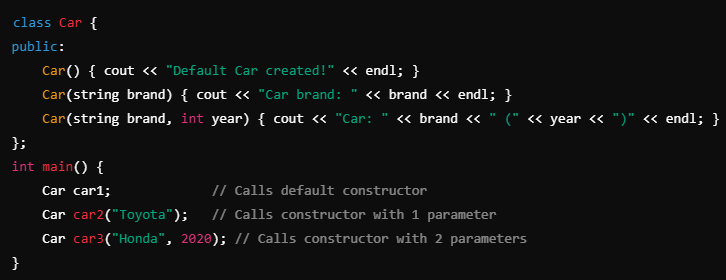 class Car {
public:
    Car() { cout << "Default Car created!" << endl; }
    Car(string brand) { cout << "Car brand: " << brand << endl; }
    Car(string brand, int year) { cout << "Car: " << brand << " (" << year << ")" << endl; }
};
int main() {
    Car car1;             // Calls default constructor
    Car car2("Toyota");   // Calls constructor with 1 parameter
    Car car3("Honda", 2020); // Calls constructor with 2 parameters
}